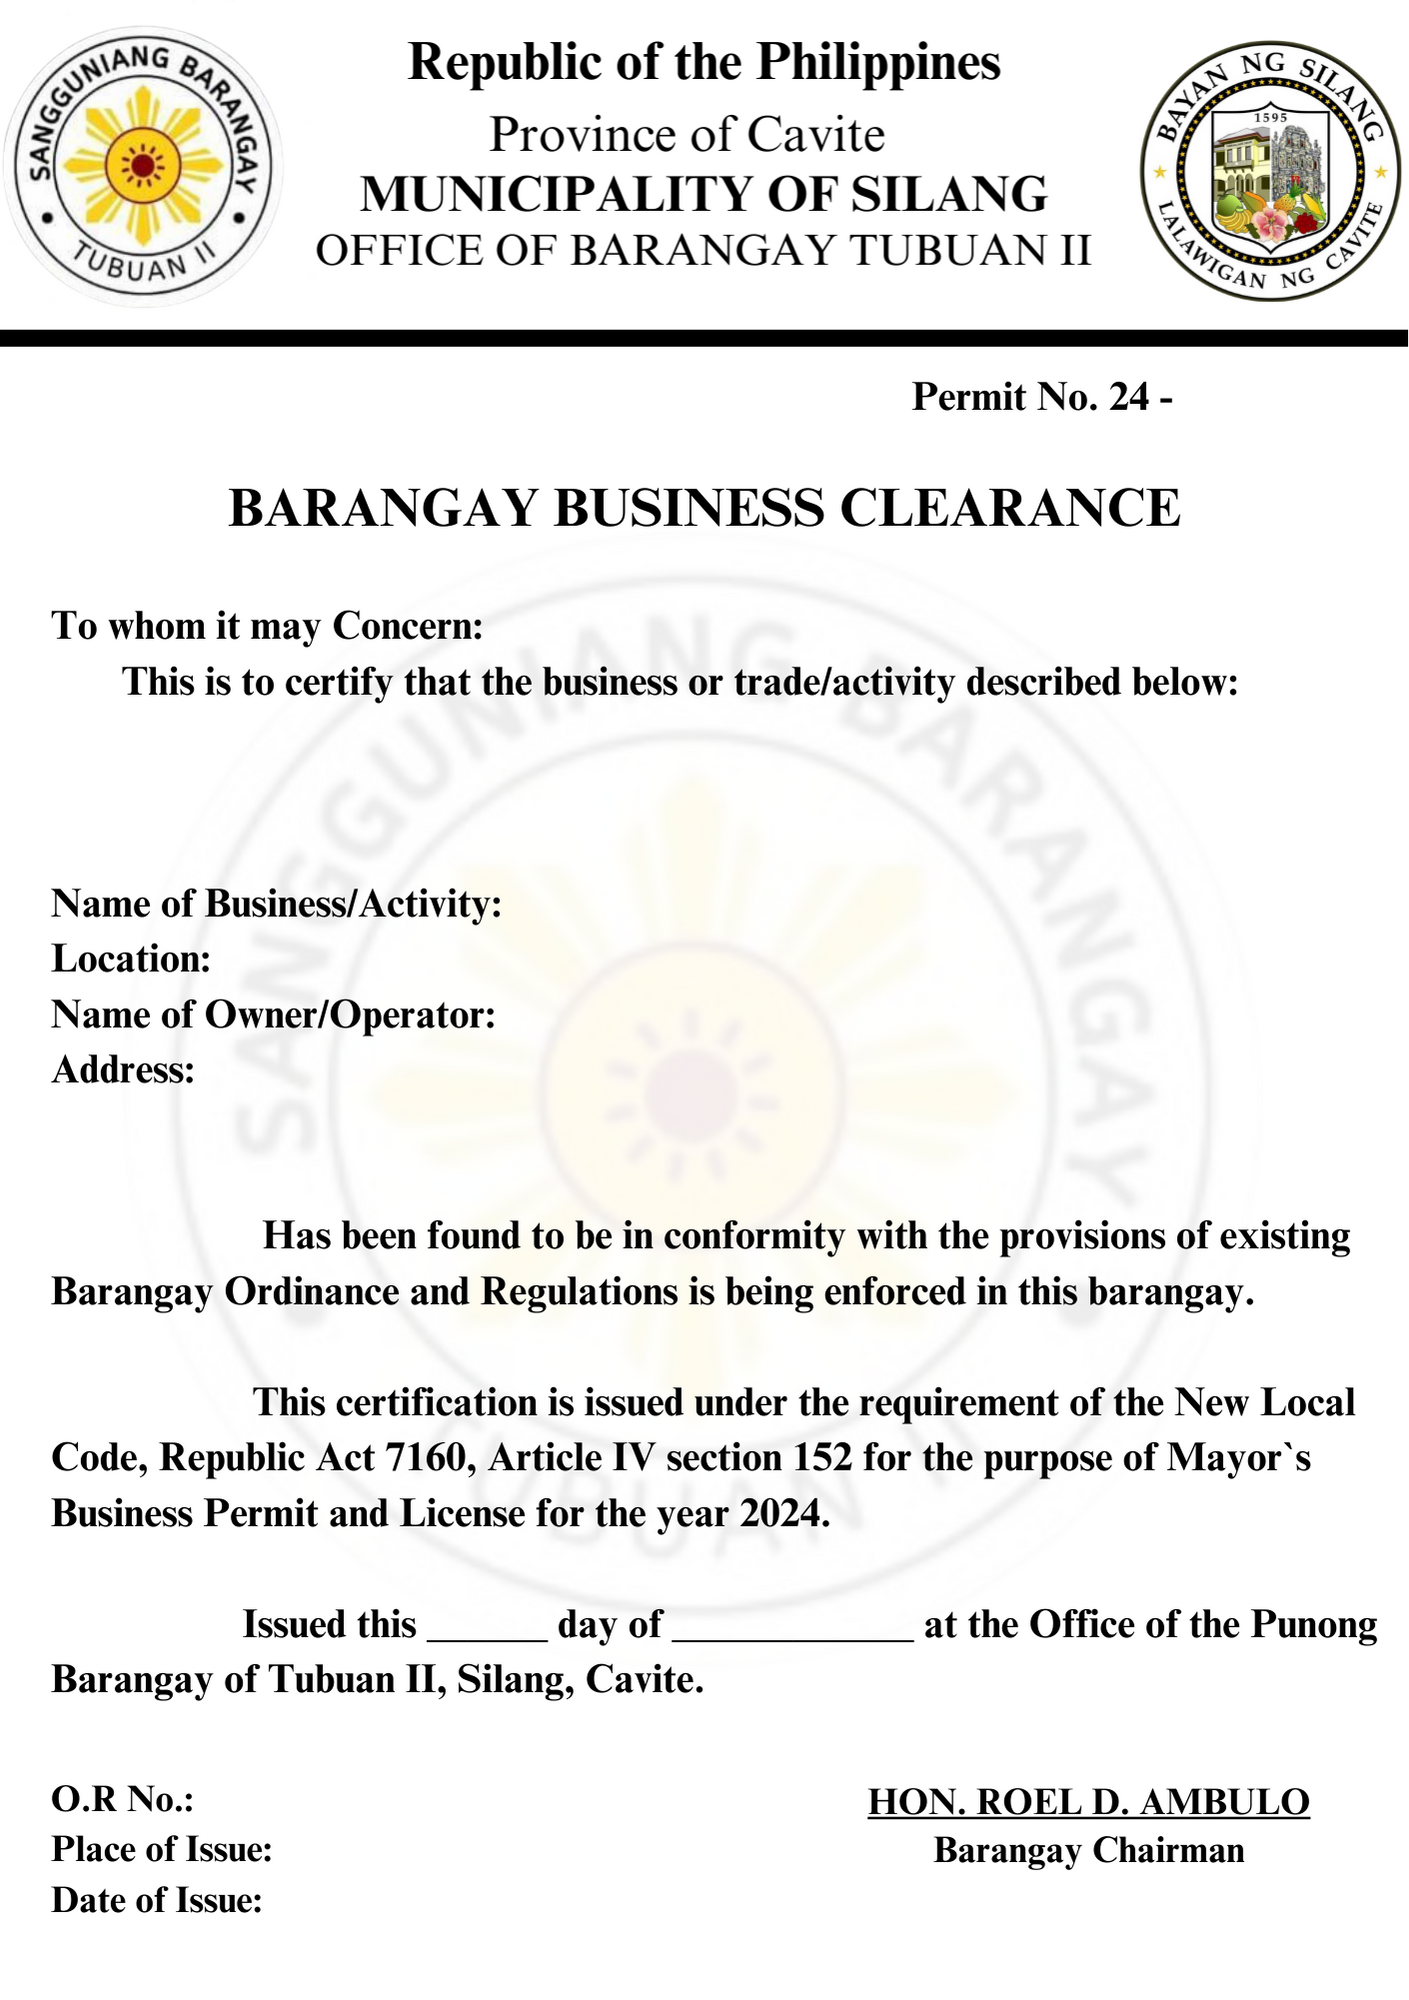 SANGGUNIANG BARANGAY
TUBUAN II
Republic of the Philippines
Province of Cavite
MUNICIPALITY OF SILANG
OFFICE OF BARANGAY TUBUAN II
BAYAN NG SILANG
1595
LALAWIGAN NG CAVITE
Permit No. 24 -
BARANGAY BUSINESS CLEARANCE
To whom it may Concern:
This is to certify that the business or trade/activity described below:
Name of Business/Activity:
Location:
Name of Owner/Operator:
Address:
Has been found to be in conformity with the provisions of existing
Barangay Ordinance and Regulations is being enforced in this barangay.
This certification is issued under the requirement of the New Local
Code, Republic Act 7160, Article IV section 152 for the purpose of Mayor`s
Business Permit and License for the year 2024.
Issued this ______ day of ____________ at the Office of the Punong
Barangay of Tubuan II, Silang, Cavite.
O.R No.:
Place of Issue:
Date of Issue:
HON. ROEL D. AMBULO
Barangay Chairman
SANGGUNIANG BARANGAY
TUBUAN II